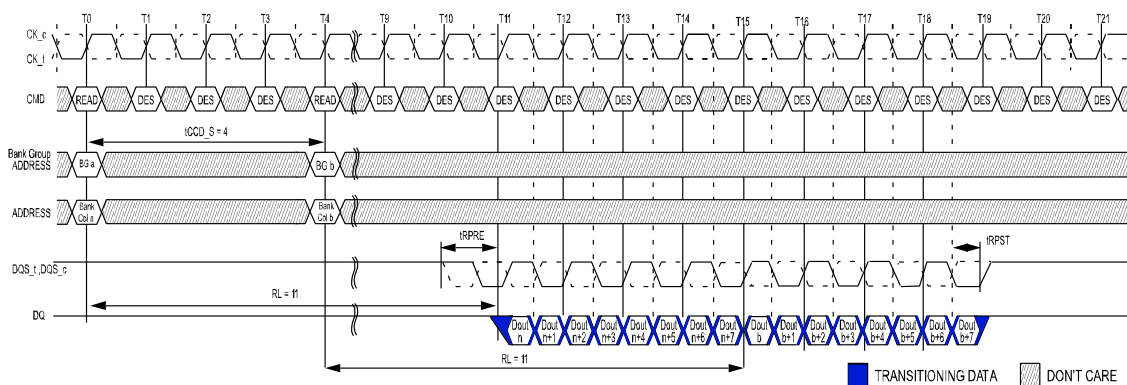 T0 T1 T2 T3 T4 T9 T10 T11 T12 T13 T14 T15 T16 T17 T18 T19 T20 T21
CK_c
CK_t
CMD READ DES DES DES READ DES DES DES DES DES DES DES DES DES DES DES DES DES
tCCD_S = 4
Bank Group
ADDRESS BG a BG b
ADDRESS Bank Col n Bank Col b
tRPRE tRPST
DQS_t ,DQS_c
RL = 11
DQ Dout n Dout n+1 Dout n+2 Dout n+3 Dout n+4 Dout n+5 Dout n+6 Dout n+7 Dout b Dout b+1 Dout b+2 Dout b+3 Dout b+4 Dout b+5 Dout b+6 Dout b+7
RL = 11
TRANSITIONING DATA DON'T CARE